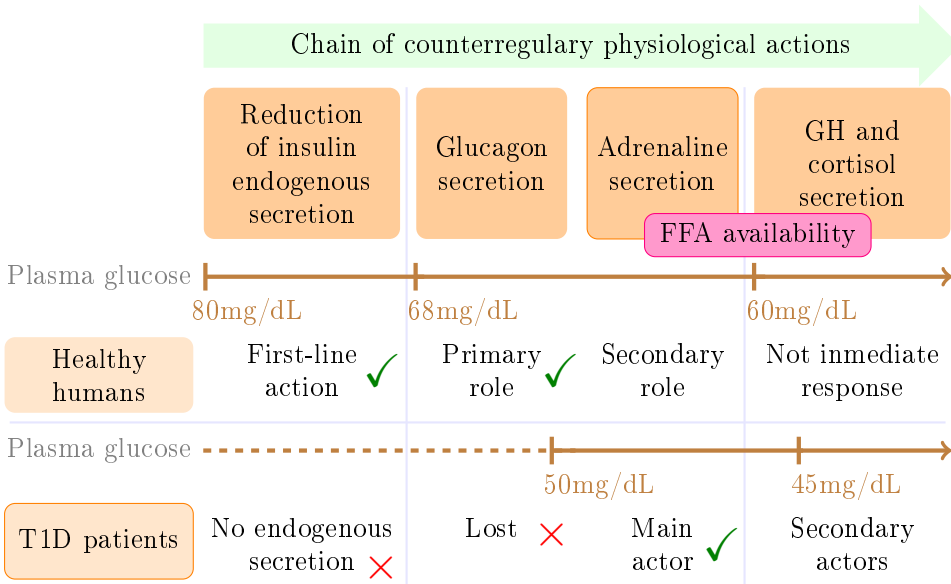 Chain of counterregulary physiological actions
Reduction
of insulin
endogenous
secretion
Glucagon
secretion
Adrenaline
secretion
GH and
cortisol
secretion
FFA availability
Plasma glucose
80mg/dL
68mg/dL
60mg/dL
Healthy
humans
First-line
action
Primary
role
Secondary
role
Not inmediate
response
Plasma glucose
50mg/dL
45mg/dL
T1D patients
No endogenous
secretion
Lost
Main
actor
Secondary
actors